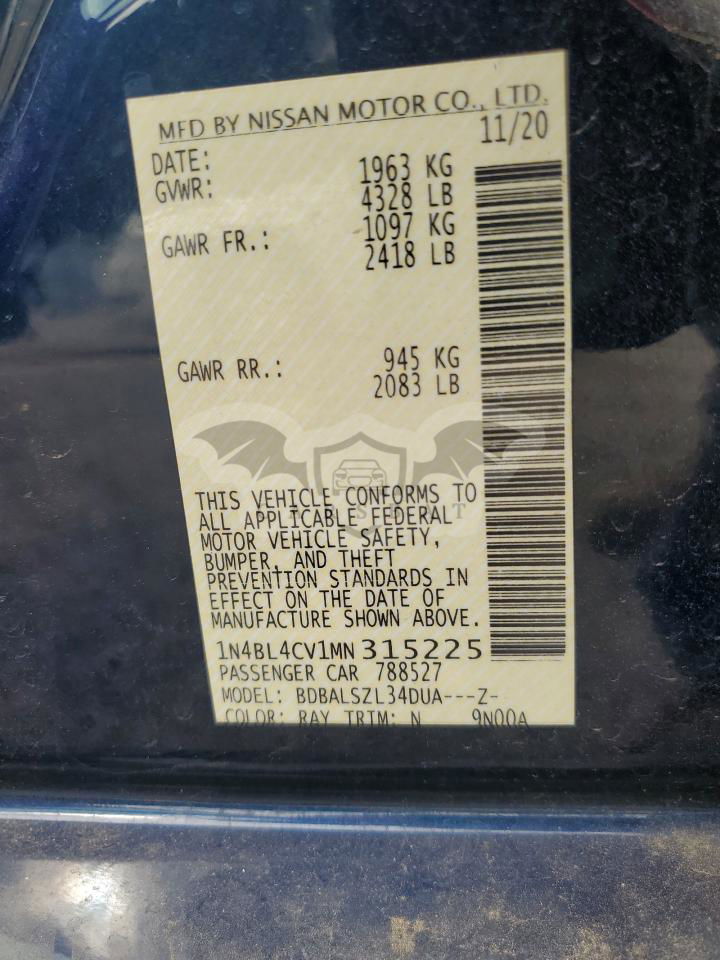 MFD BY NISSAN MOTOR CO., LTD.
DATE: 11/20
GVWR: 1963 KG
4328 LB
GAWR FR.: 1097 KG
2418 LB
GAWR RR.: 945 KG
2083 LB
THIS VEHICLE CONFORMS TO
ALL APPLICABLE FEDERAL
MOTOR VEHICLE SAFETY,
BUMPER, AND THEFT
PREVENTION STANDARDS IN
EFFECT ON THE DATE OF
MANUFACTURE SHOWN ABOVE.
1N4BL4CV1MN315225
PASSENGER CAR 788527
MODEL: BDBALSZL34DUA---Z-
COLOR: RAY TRIM: N 9N00A